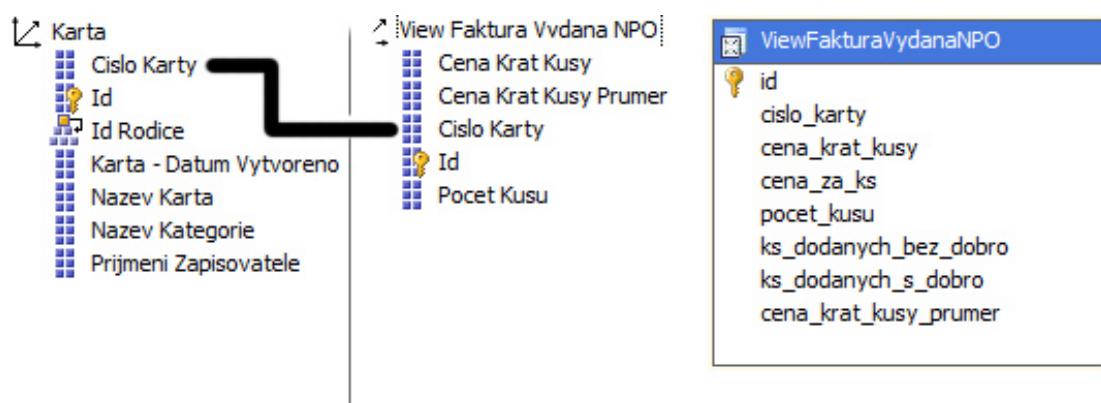 Karta
Cislo Karty
Id
Id Rodice
Karta - Datum Vytvoreno
Nazev Karta
Nazev Kategorie
Prijmeni Zapisovatele
View Faktura Vydana NPO
Cena Krat Kusy
Cena Krat Kusy Prumer
Cislo Karty
Id
Pocet Kusu
ViewFakturaVydanaNPO
id
cislo_karty
cena_krat_kusy
cena_za_ks
pocet_kusu
ks_dodanych_bez_dobro
ks_dodanych_s_dobro
cena_krat_kusy_prumer